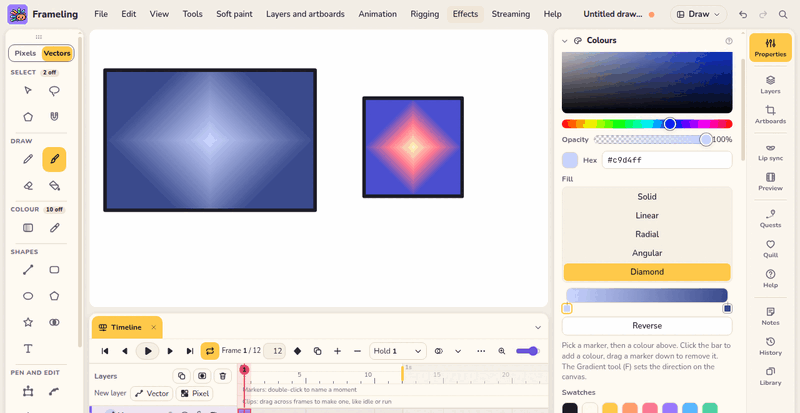 Frameling File Edit View Tools Soft paint Layers and artboards Animation Rigging Effects Streaming Help Untitled draw... Draw
Pixels Vectors
SELECT 2 off
DRAW
COLOUR 10 off
SHAPES
PEN AND EDIT
Timeline
Frame 1 / 12 12 Hold 1
Layers
New layer Vector Pixel
1 5 10 1s 15 20
Markers: double-click to name a moment
Clips: drag across frames to make one, like idle or run
Colours
Opacity 100%
Hex #c9d4ff
Fill
Solid
Linear
Radial
Angular
Diamond
Reverse
Pick a marker, then a colour above. Click the bar
to add a colour, drag a marker down to remove it.
The Gradient tool (F) sets the direction on the
canvas.
Swatches
Properties
Layers
Artboards
Lip sync
Preview
Quests
Quill
Help
Notes
History
Library